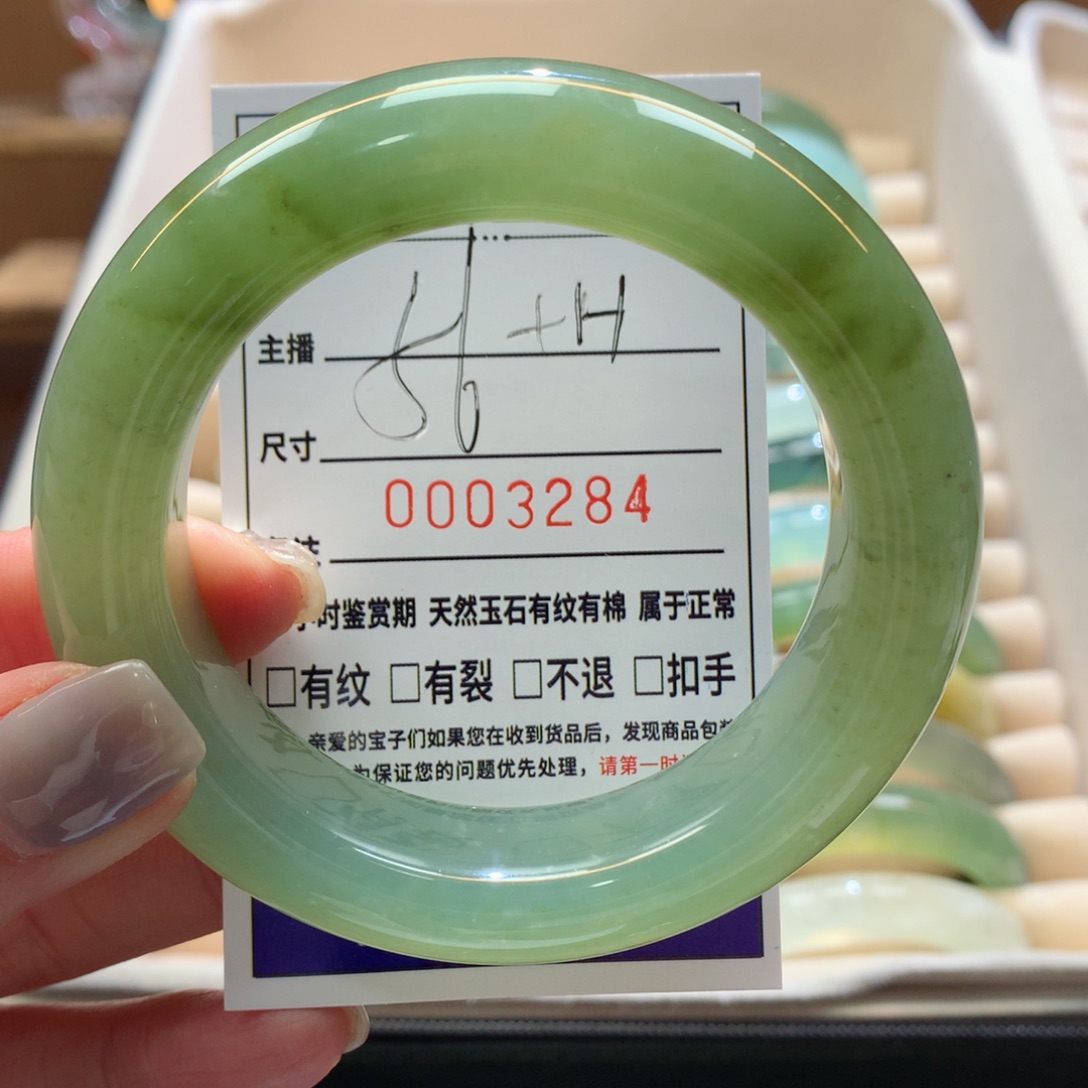 56 +H
主播
尺寸
0003284
时鉴赏期 天然玉石有纹有棉 属于正常
□有纹 □有裂 □不退 □扣手
亲爱的宝子们如果您在收到货品后，发现商品包装
为保证您的问题优先处理，请第一时